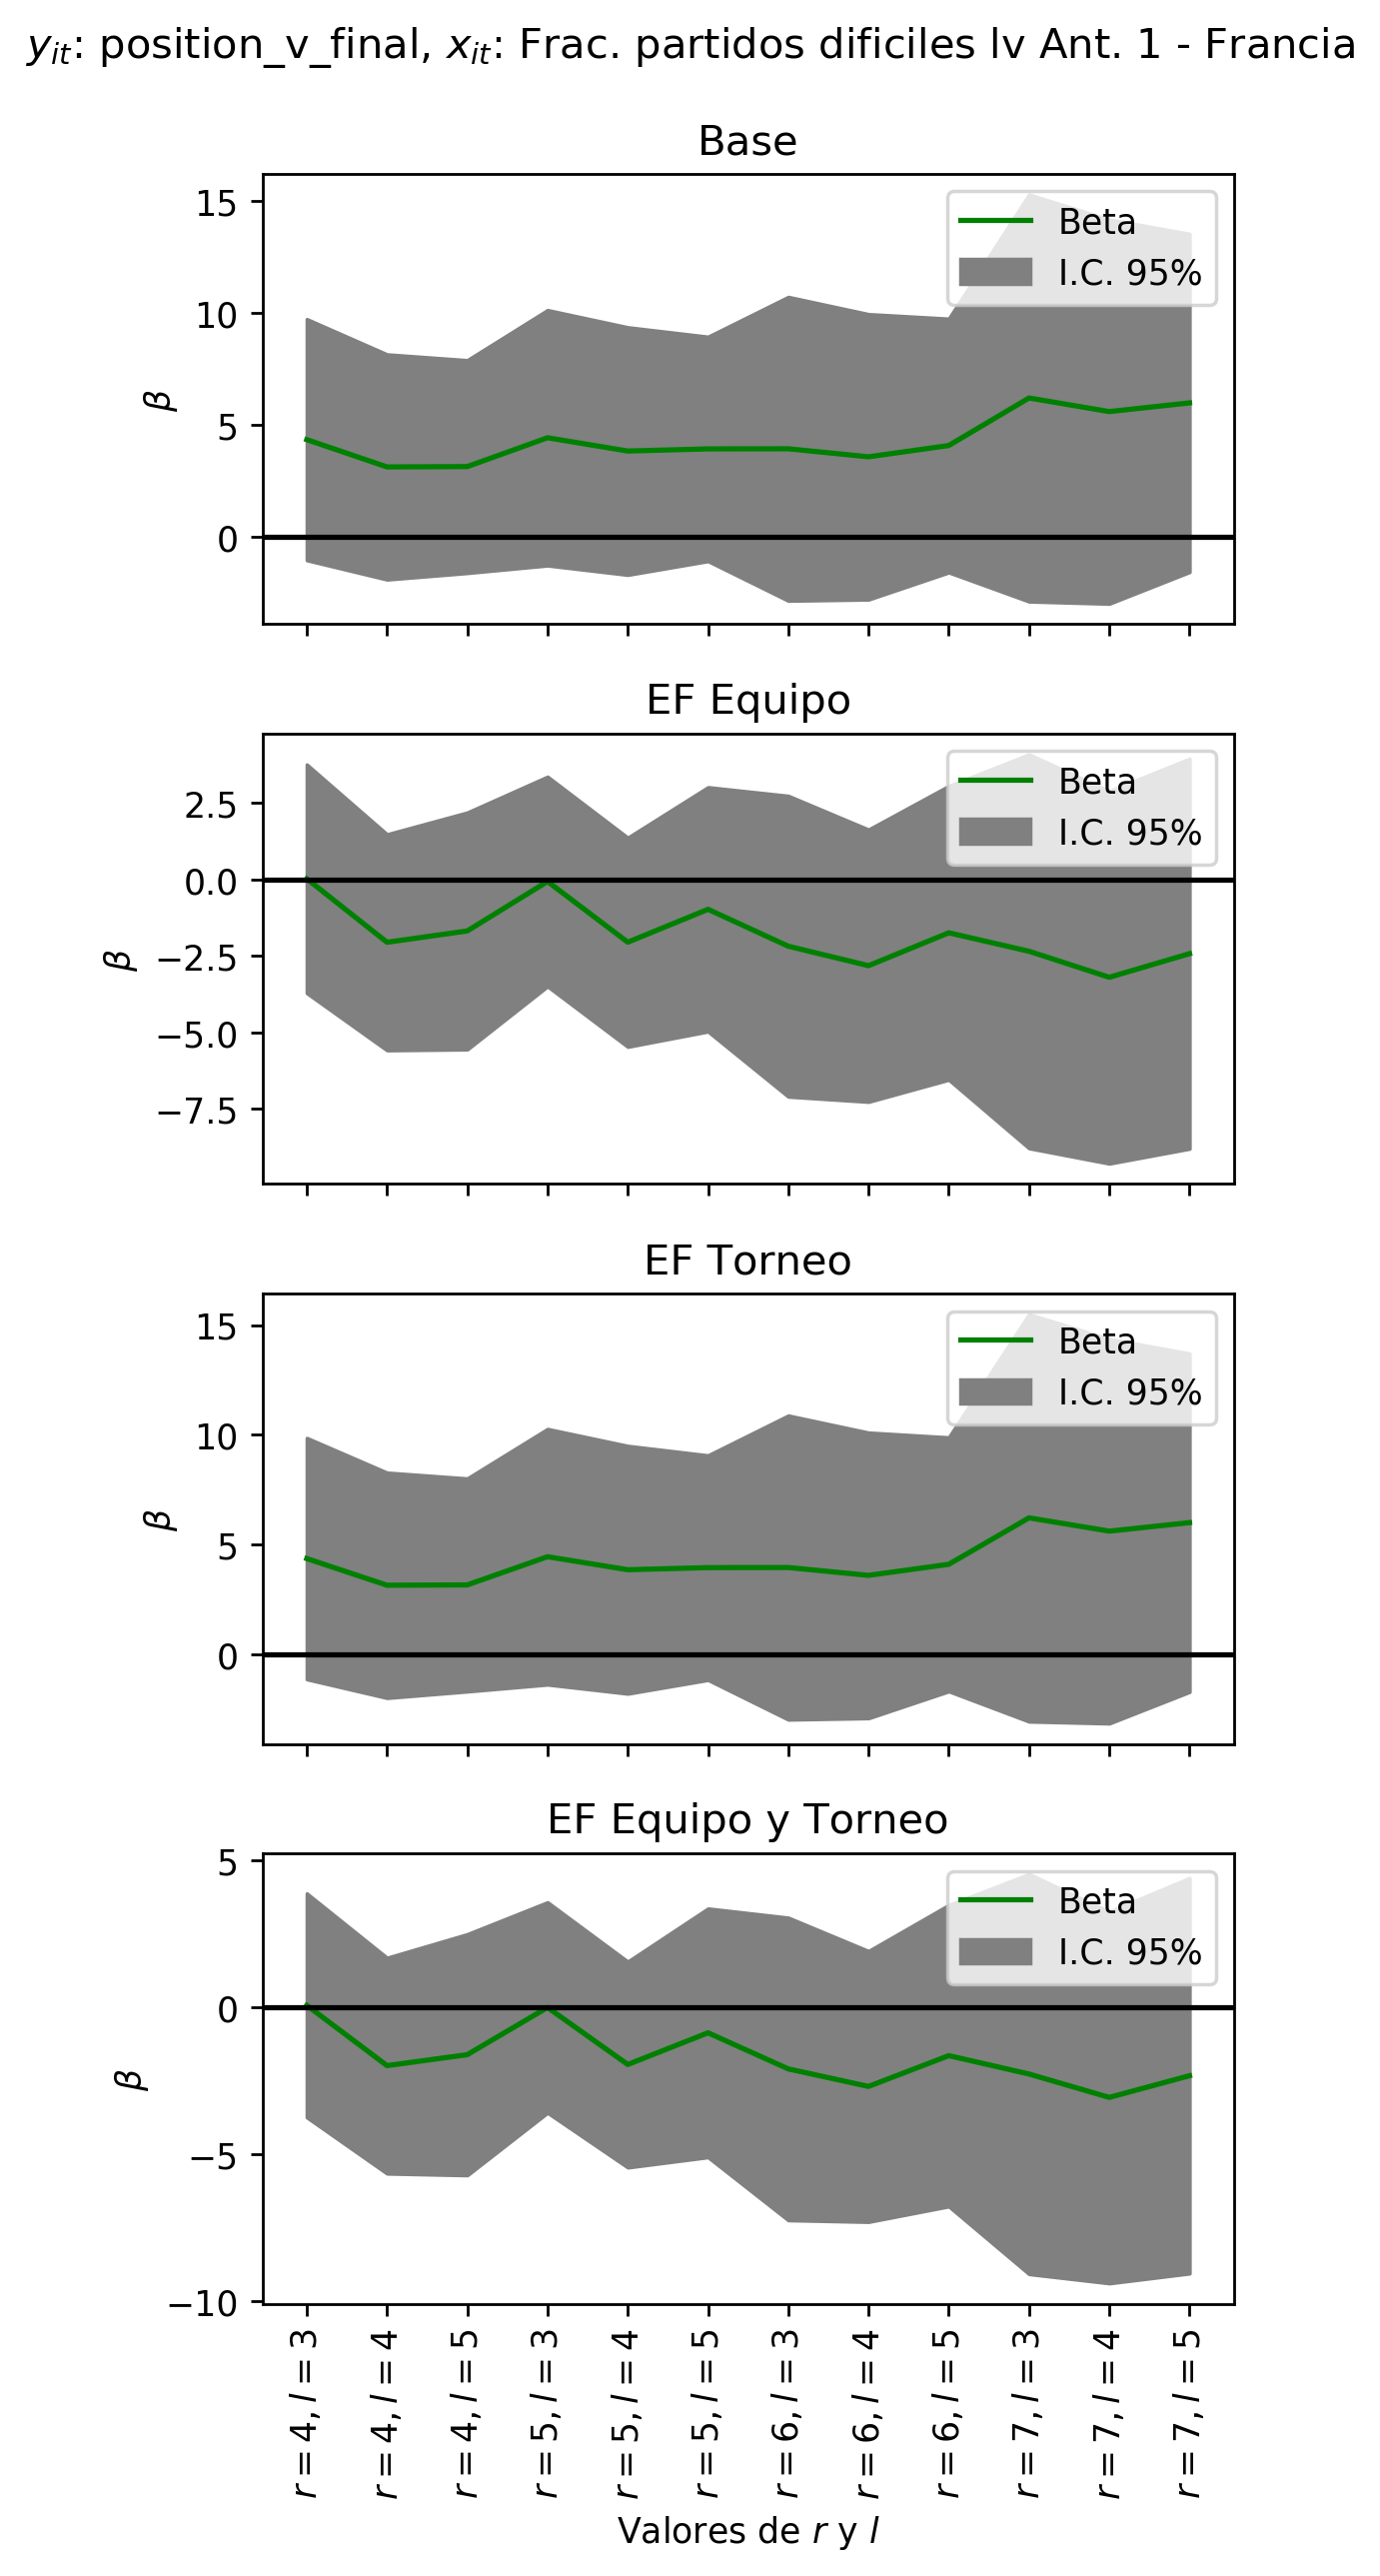 y_it: position_v_final, x_it: Frac. partidos dificiles lv Ant. 1 - Francia
Base
15
10
5
0
β
Beta
I.C. 95%
EF Equipo
2.5
0.0
−2.5
−5.0
−7.5
β
Beta
I.C. 95%
EF Torneo
15
10
5
0
β
Beta
I.C. 95%
EF Equipo y Torneo
5
0
−5
−10
β
Beta
I.C. 95%
r = 4, l = 3
r = 4, l = 4
r = 4, l = 5
r = 5, l = 3
r = 5, l = 4
r = 5, l = 5
r = 6, l = 3
r = 6, l = 4
r = 6, l = 5
r = 7, l = 3
r = 7, l = 4
r = 7, l = 5
Valores de r y l